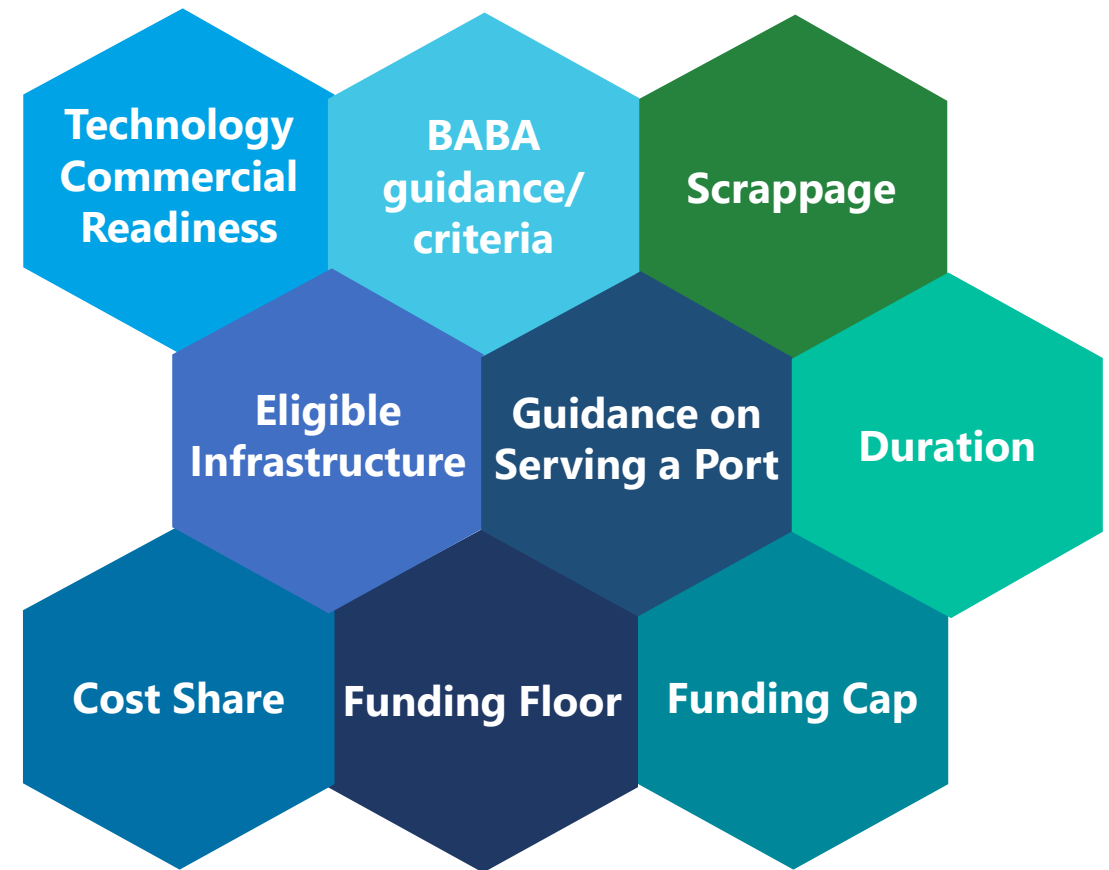 Technology
Commercial
Readiness
BABA
guidance/
criteria
Scrappage
Eligible
Infrastructure
Guidance on
Serving a Port
Duration
Cost Share
Funding Floor
Funding Cap